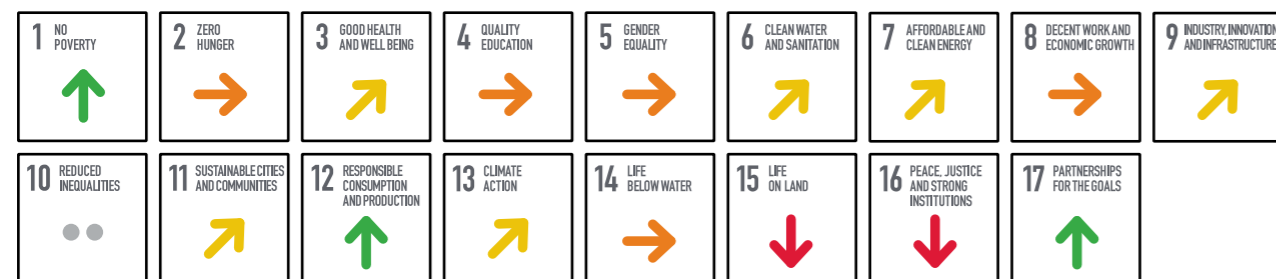 1 NO POVERTY
2 ZERO HUNGER
3 GOOD HEALTH AND WELL BEING
4 QUALITY EDUCATION
5 GENDER EQUALITY
6 CLEAN WATER AND SANITATION
7 AFFORDABLE AND CLEAN ENERGY
8 DECENT WORK AND ECONOMIC GROWTH
9 INDUSTRY, INNOVATION AND INFRASTRUCTURE
10 REDUCED INEQUALITIES
11 SUSTAINABLE CITIES AND COMMUNITIES
12 RESPONSIBLE CONSUMPTION AND PRODUCTION
13 CLIMATE ACTION
14 LIFE BELOW WATER
15 LIFE ON LAND
16 PEACE, JUSTICE AND STRONG INSTITUTIONS
17 PARTNERSHIPS FOR THE GOALS